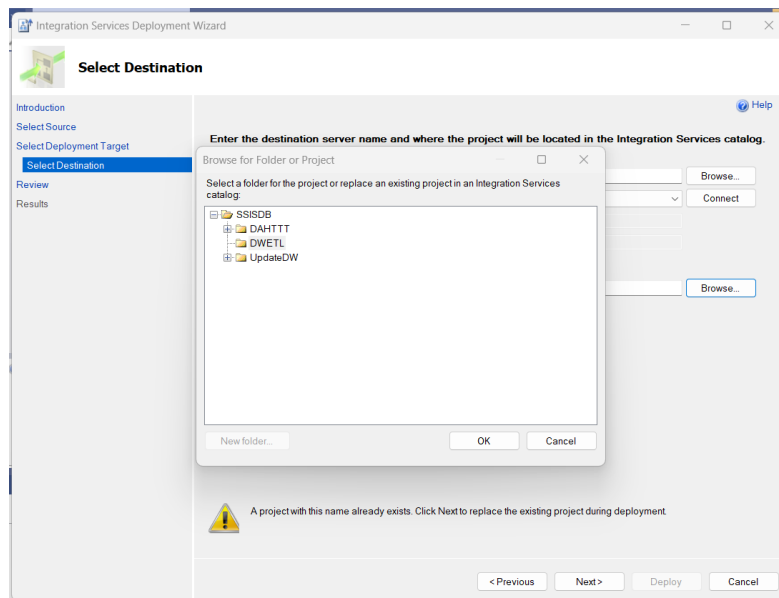 Integration Services Deployment Wizard
Select Destination
Help
Introduction
Select Source
Select Deployment Target
Select Destination
Review
Results
Enter the destination server name and where the project will be located in the Integration Services catalog.
Browse...
Connect
Browse...
Browse for Folder or Project
Select a folder for the project or replace an existing project in an Integration Services
catalog:
SSISDB
DAHTTT
DWETL
UpdateDW
New folder...
OK
Cancel
A project with this name already exists. Click Next to replace the existing project during deployment.
< Previous
Next >
Deploy
Cancel